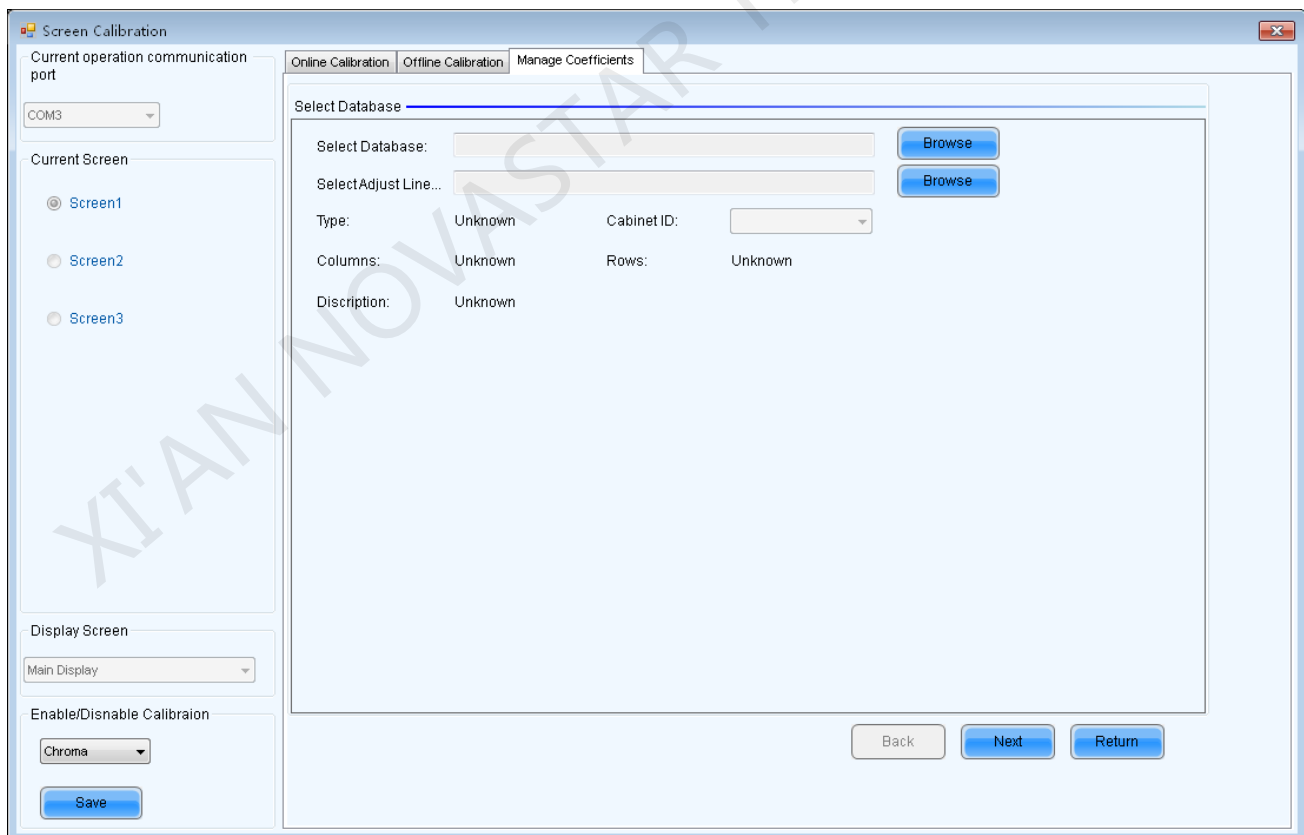 Screen Calibration
Current operation communication
port
COM3
Current Screen
Screen1
Screen2
Screen3
Display Screen
Main Display
Enable/Disnable Calibraion
Chroma
Save
Online Calibration Offline Calibration Manage Coefficients
Select Database
Select Database: Browse
SelectAdjust Line... Browse
Type: Unknown Cabinet ID:
Columns: Unknown Rows: Unknown
Discription: Unknown
Back Next Return
XI'AN NOVASTAR